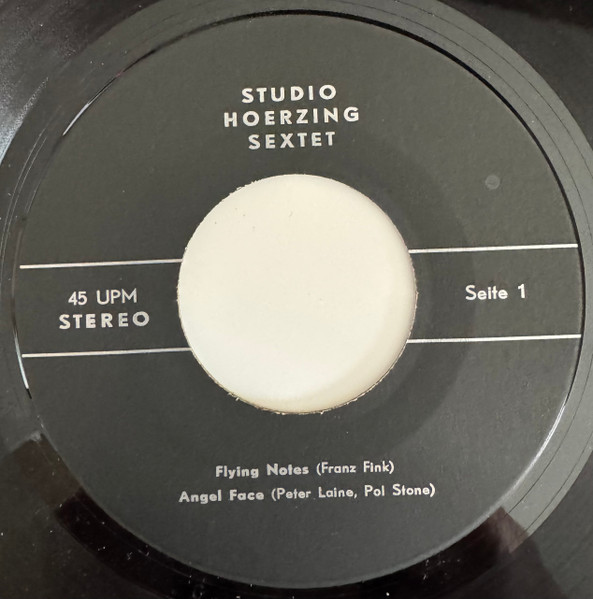 STUDIO
HOERZING
SEXTET
45 UPM
STEREO
Seite 1
Flying Notes (Franz Fink)
Angel Face (Peter Laine, Pol Stone)